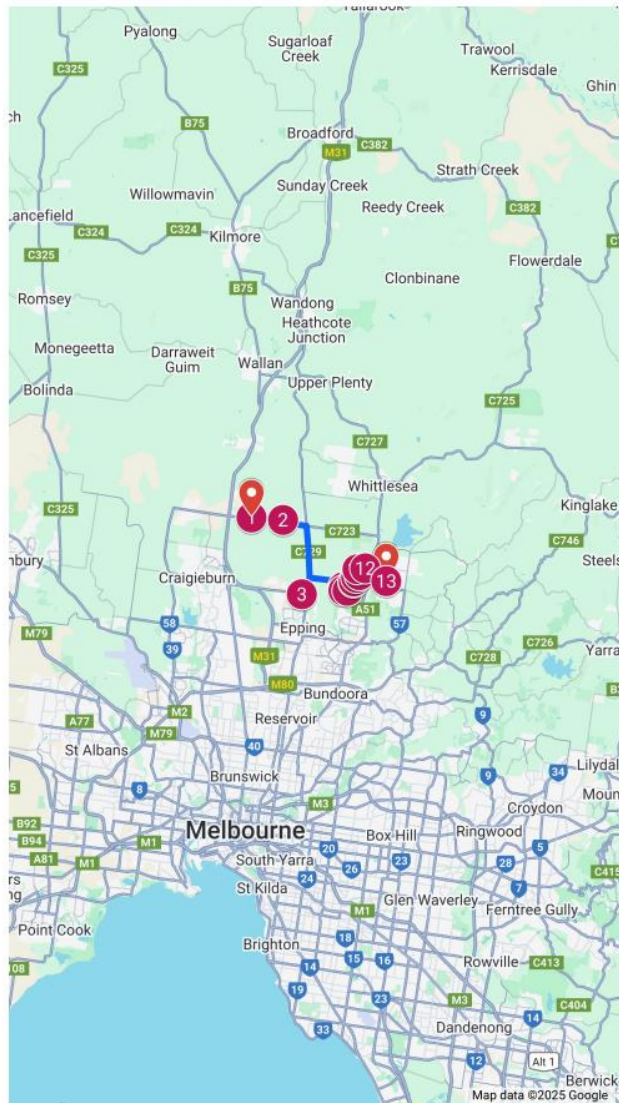 Pyalong
Sugarloaf
Creek
Trawool
Kerrisdale
C325
Ghin
B75
Broadford
C382
M31
Strath Creek
Willowmavin
Sunday Creek
Reedy Creek
C382
Lancefield
C324
C324
Kilmore
Flowerdale
C325
Clonbinane
B75
Romsey
Wandong
Heathcote
Junction
Monegeetta
Darraweit
Guim
Wallan
Upper Plenty
Bolinda
C725
C727
Whittlesea
Kinglake
C325
1
2
C723
C746
Steels
C729
nbury
Craigieburn
12
13
3
A51
M79
58
Epping
57
C726
39
M31
C728
Yarra
M80
Bundoora
M2
A77
Reservoir
9
M79
St Albans
40
Lilydal
8
Brunswick
9
34
M3
Croydon
Moun
B92
Melbourne
Box Hill
Ringwood
5
B94
M1
20
A81
M1
South Yarra
26
23
28
C415
St Kilda
24
7
Glen Waverley
Point Cook
M1
Ferntree Gully
Brighton
18
Rowville
14
15
16
C413
19
23
M3
C404
33
14
Dandenong
12
Alt 1
Berwick
Map data ©2025 Google